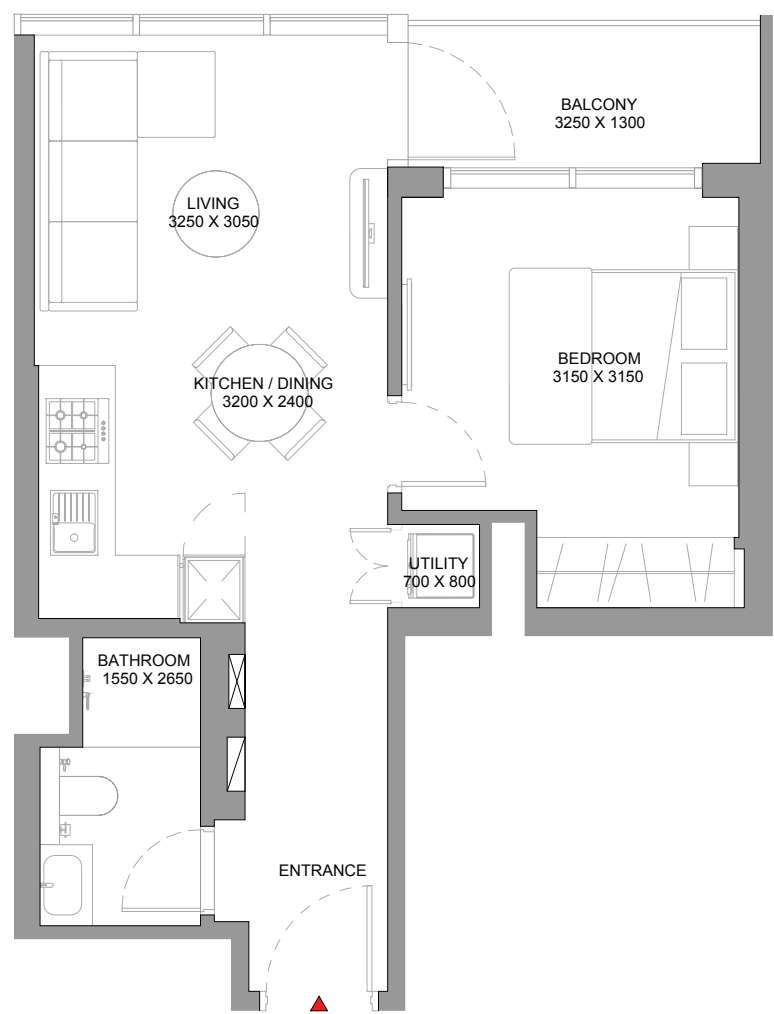 BALCONY
3250 X 1300
LIVING
3250 X 3050
BEDROOM
3150 X 3150
KITCHEN / DINING
3200 X 2400
UTILITY
700 X 800
BATHROOM
1550 X 2650
ENTRANCE